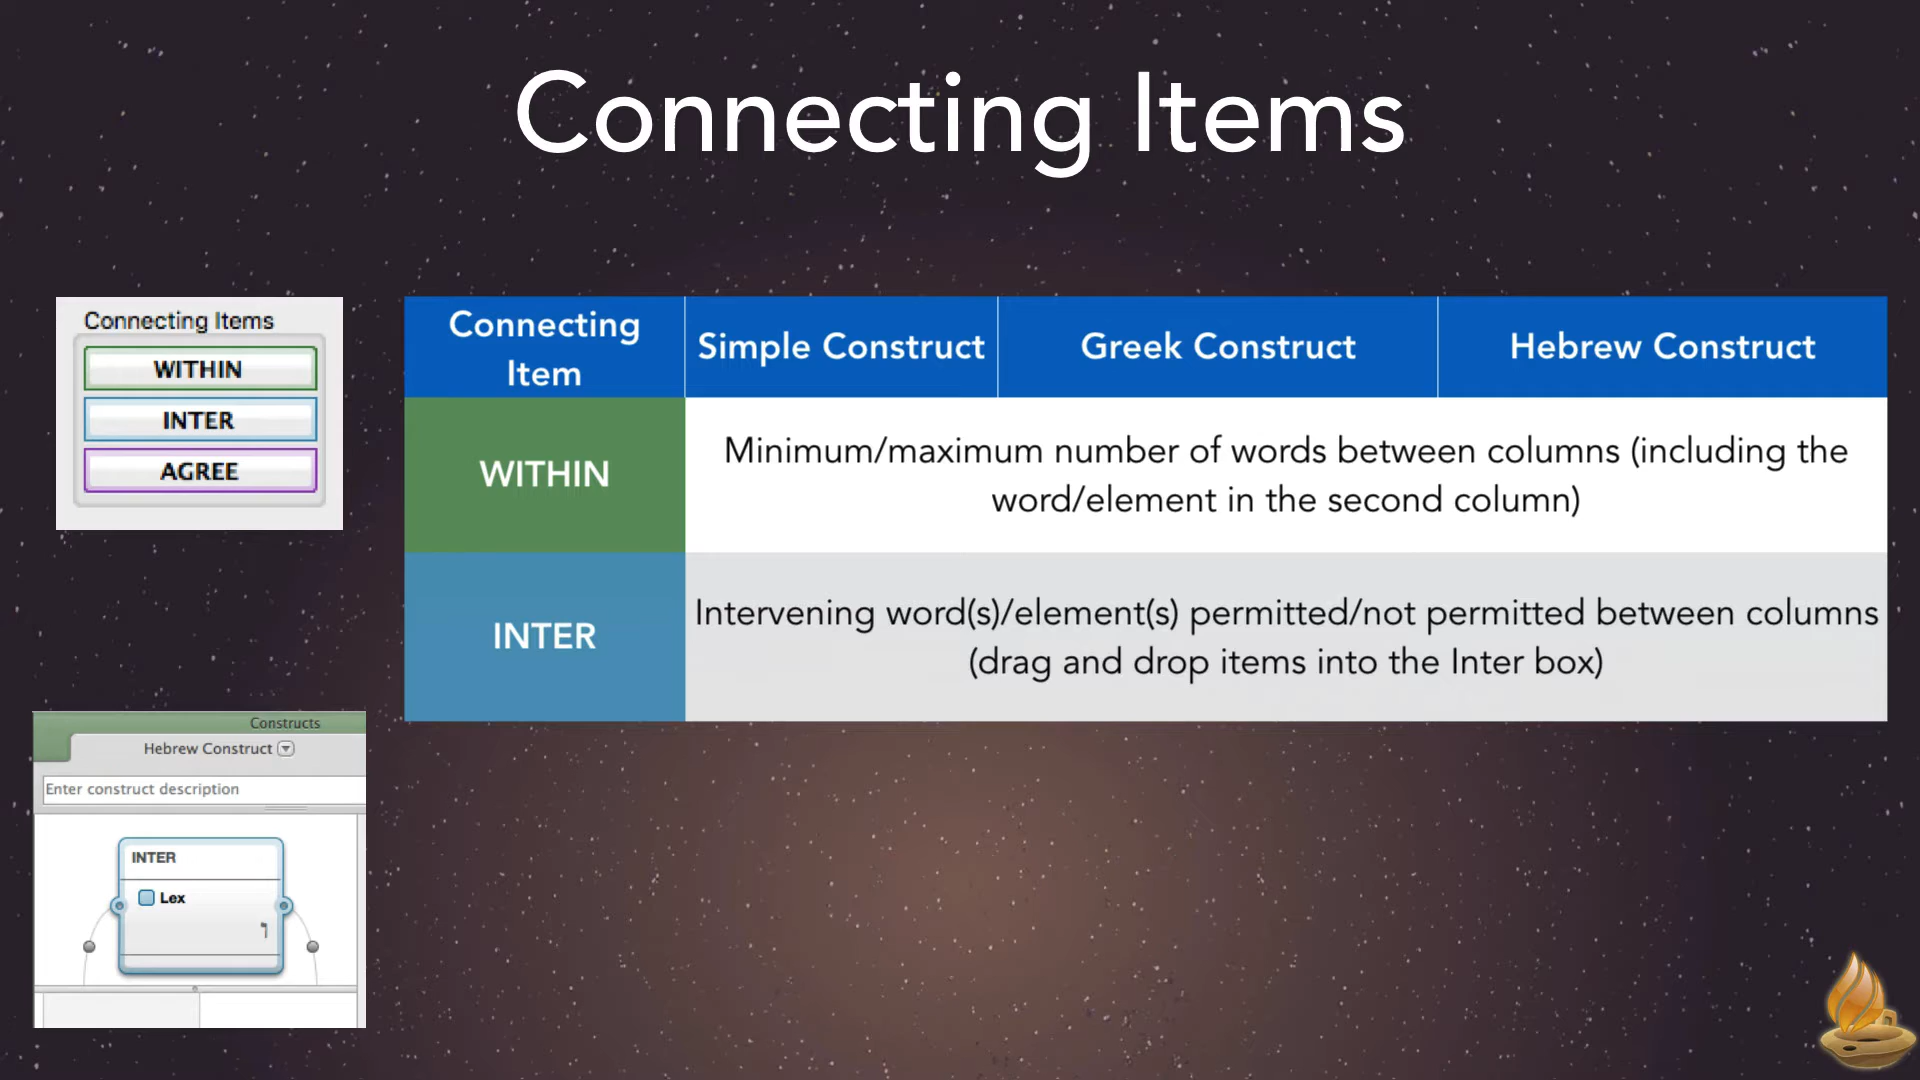 Connecting Items
Connecting Items
WITHIN
INTER
AGREE
Connecting
Item
Simple Construct
Greek Construct
Hebrew Construct
WITHIN
Minimum/maximum number of words between columns (including the
word/element in the second column)
INTER
Intervening word(s)/element(s) permitted/not permitted between columns
(drag and drop items into the Inter box)
Constructs
Hebrew Construct
Enter construct description
INTER
Lex
ו